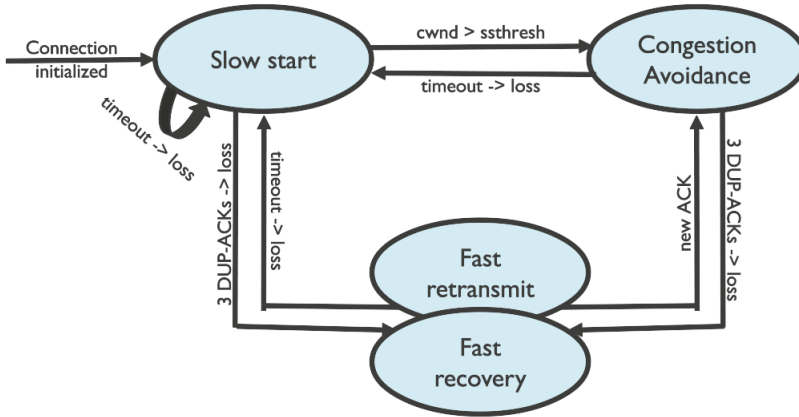 Connection
initialized
Slow start
cwnd > ssthresh
timeout -> loss
Congestion
Avoidance
timeout -> loss
3 DUP-ACKs -> loss
timeout -> loss
new ACK
3 DUP-ACKs -> loss
Fast
retransmit
Fast
recovery